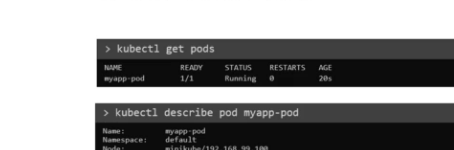 > kubectl get pods
NAME READY STATUS RESTARTS AGE
myapp-pod 1/1 Running 0 20s
> kubectl describe pod myapp-pod
Name: myapp-pod
Namespace: default
Node: minikube/192.168.99.100